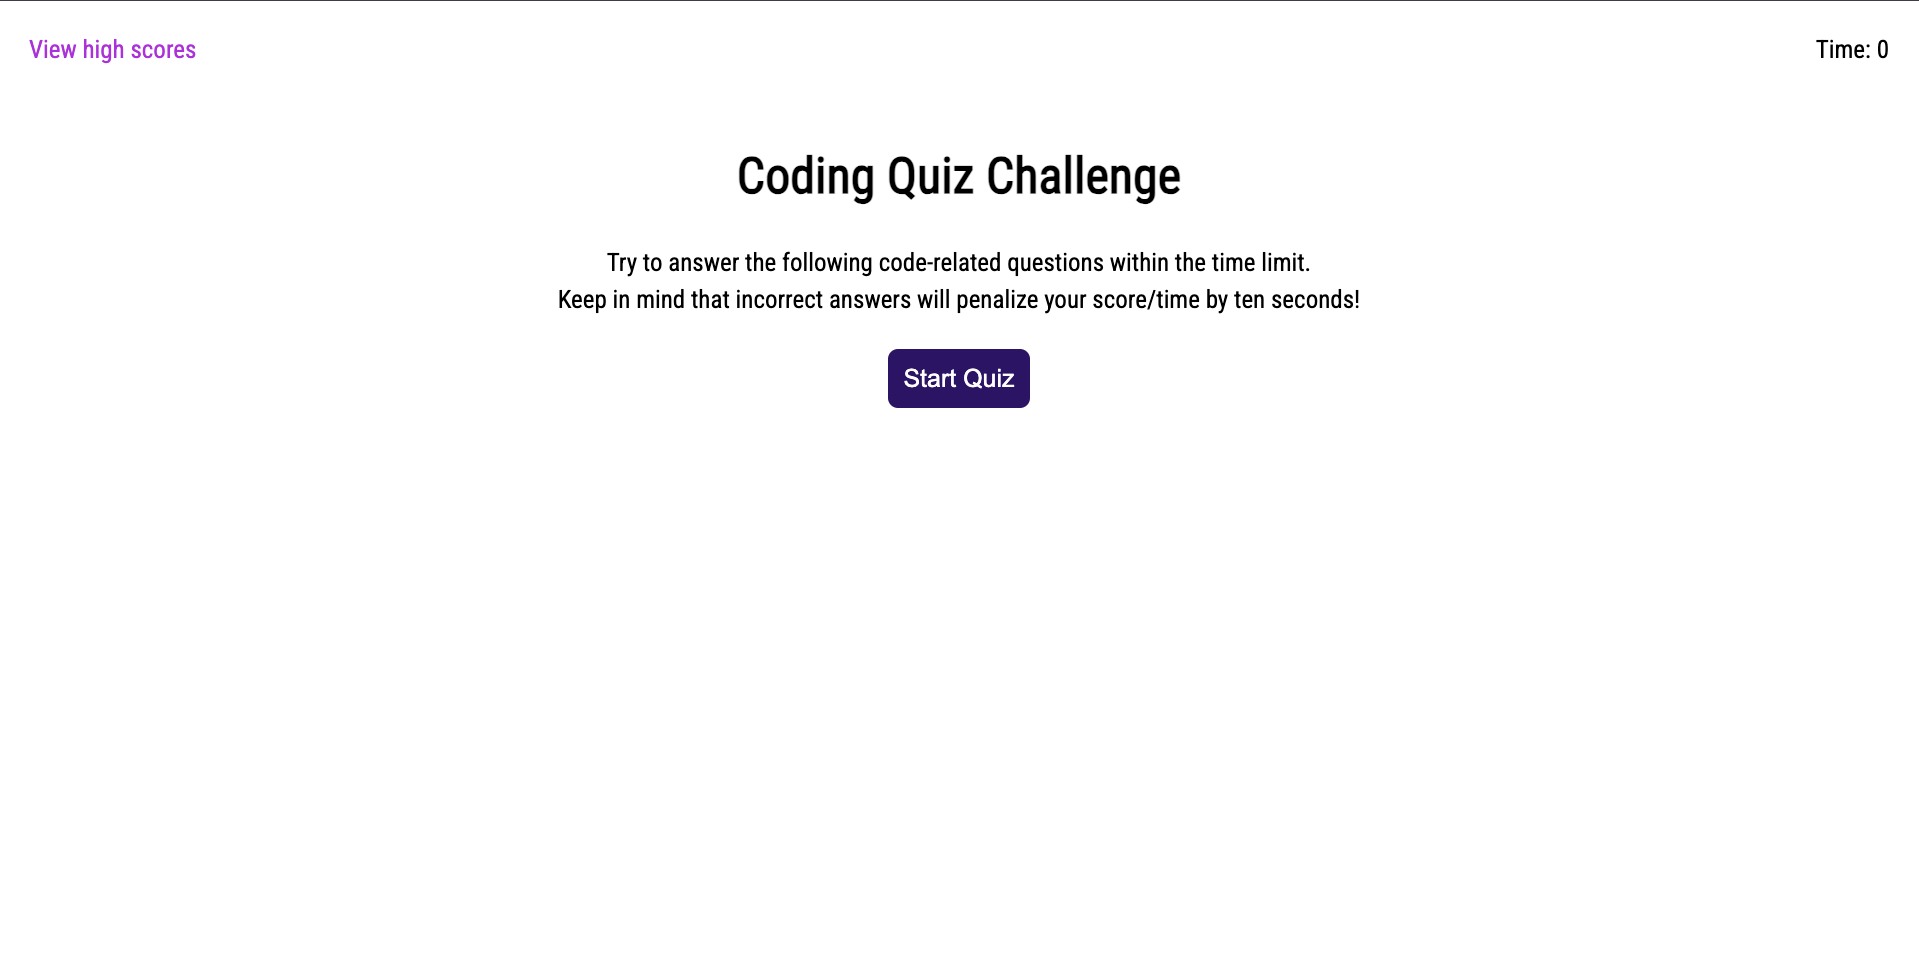 View high scores
Time: 0
Coding Quiz Challenge
Try to answer the following code-related questions within the time limit.
Keep in mind that incorrect answers will penalize your score/time by ten seconds!
Start Quiz